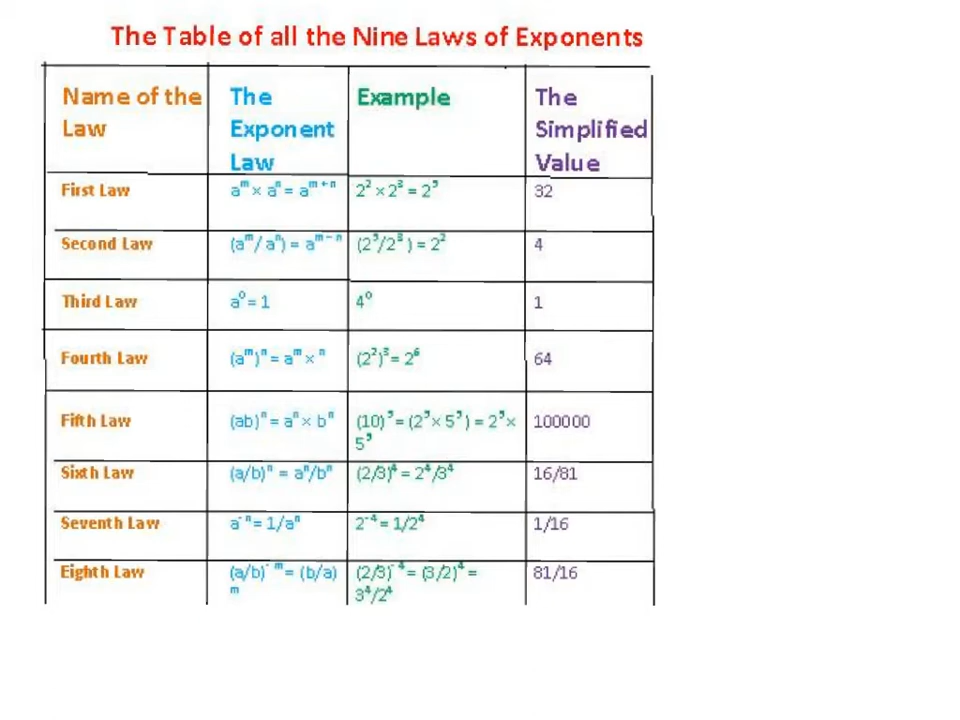 The Table of all the Nine Laws of Exponents
Name of the Law | The Exponent Law | Example | The Simplified Value
First Law | aᵐ × aⁿ = aᵐ⁺ⁿ | 2² × 2³ = 2⁵ | 32
Second Law | (aᵐ/ aⁿ) = aᵐ⁻ⁿ | (2⁵/2³ ) = 2² | 4
Third Law | a⁰ = 1 | 4⁰ | 1
Fourth Law | (aᵐ)ⁿ = aᵐ × ⁿ | (2²)³ = 2⁶ | 64
Fifth Law | (ab)ⁿ = aⁿ × bⁿ | (10)⁵ = (2⁵ × 5⁵ ) = 2⁵ × 5⁵ | 100000
Sixth Law | (a/b)ⁿ = aⁿ/bⁿ | (2/3)⁴ = 2⁴/3⁴ | 16/81
Seventh Law | a⁻ⁿ = 1/aⁿ | 2⁻⁴ = 1/2⁴ | 1/16
Eighth Law | (a/b)⁻ᵐ = (b/a)ᵐ | (2/3)⁻⁴ = (3/2)⁴ = 3⁴/2⁴ | 81/16